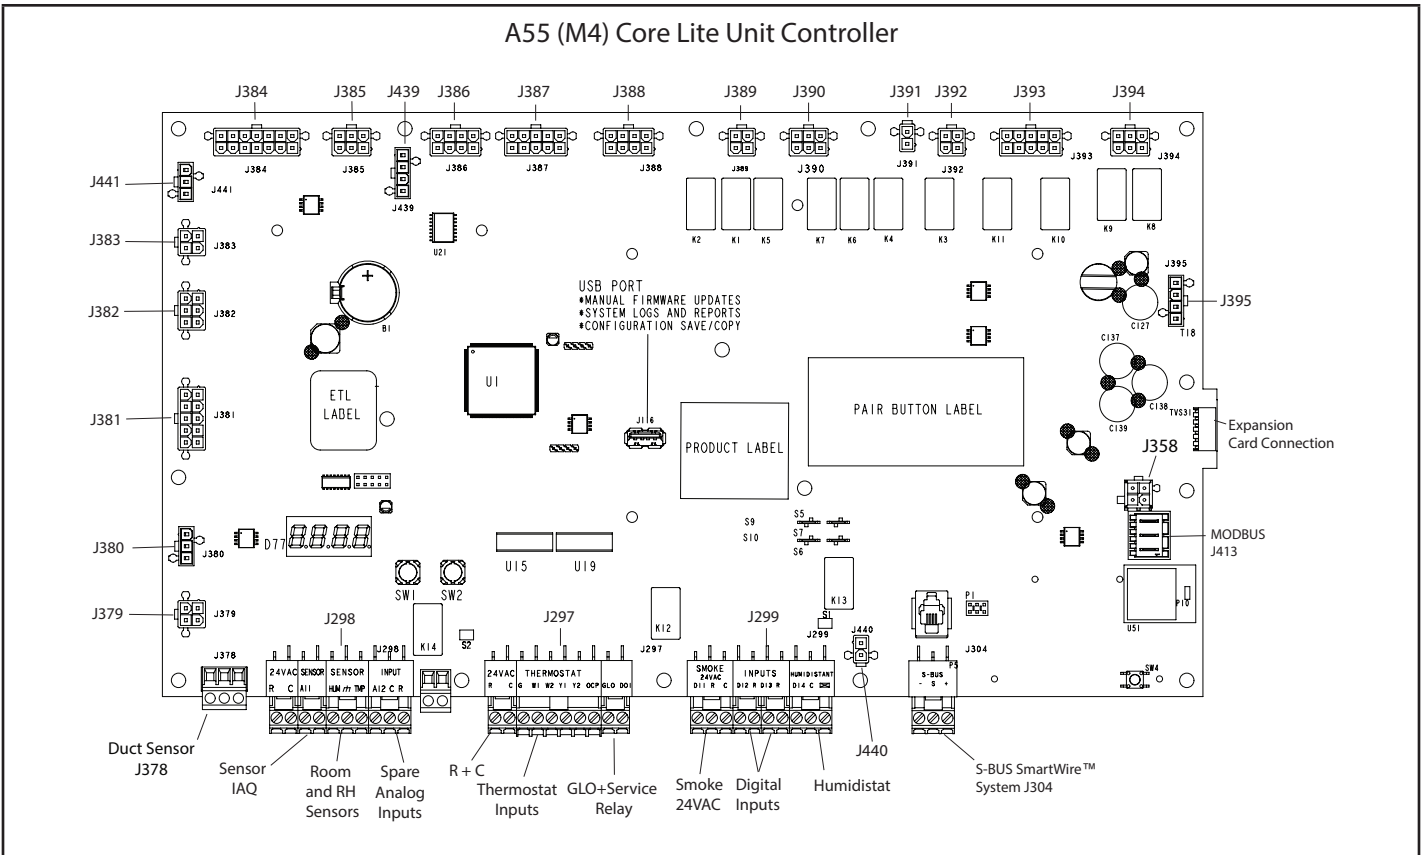 A55 (M4) Core Lite Unit Controller
J384
J385
J439
J386
J387
J388
J389
J390
J391
J392
J393
J394
J384
J385
J386
J387
J388
J389
J390
J391
J392
J393
J394
J441
J441
J439
K2
K1
K5
K7
K6
K4
K3
K11
K10
K9
K8
J383
J383
U21
J395
J395
J382
J382
+
B1
USB PORT
*MANUAL FIRMWARE UPDATES
*SYSTEM LOGS AND REPORTS
*CONFIGURATION SAVE/COPY
C127
T18
C137
U1
ETL
LABEL
PAIR BUTTON LABEL
C138
C139
TVS31
J381
J381
J116
PRODUCT LABEL
Expansion
Card Connection
J358
S9
S10
S5
S7
S6
MODBUS
J413
J380
J380
D77
8.8.8.8
U15
U19
SW1
SW2
K13
P1
P10
U51
J379
J379
K14
S2
K12
S1
J299
J440
J304
J298
J297
J299
J378
J298
J297
SW4
24VAC
R C
SENSOR
AI1
SENSOR
HUM rh TMP
INPUT
AI2 C R
24VAC
R C
THERMOSTAT
G W1 W2 Y1 Y2 OCP
GLO DO1
SMOKE
24VAC
DI1 R C
INPUTS
DI2 R DI3 R
HUMIDISTANT
DI4 C
P5
S-BUS
- S +
Duct Sensor
J378
Sensor
IAQ
Room
and RH
Sensors
Spare
Analog
Inputs
R + C
Thermostat
Inputs
GLO+Service
Relay
Smoke
24VAC
Digital
Inputs
Humidistat
J440
S-BUS SmartWire™
System J304